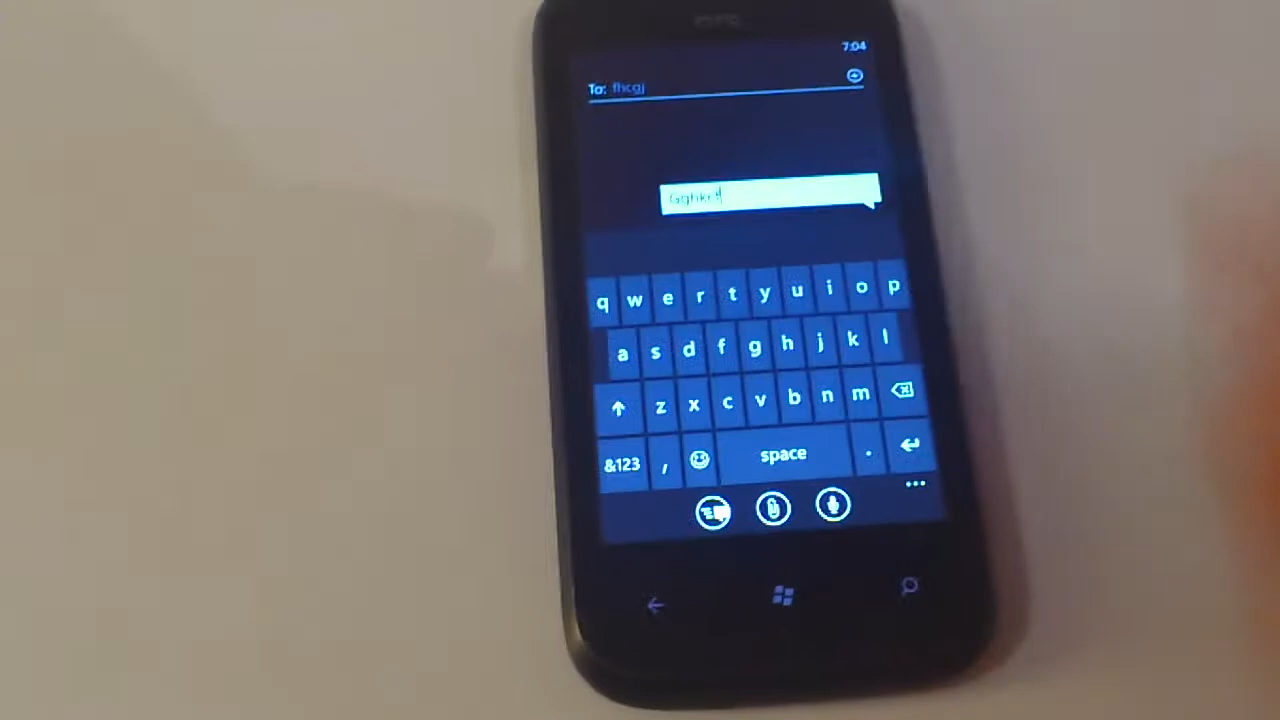 7:04
To: fhcgj
q w e r t y u i o p
a s d f g h j k l
z x c v b n m
&123 , space .